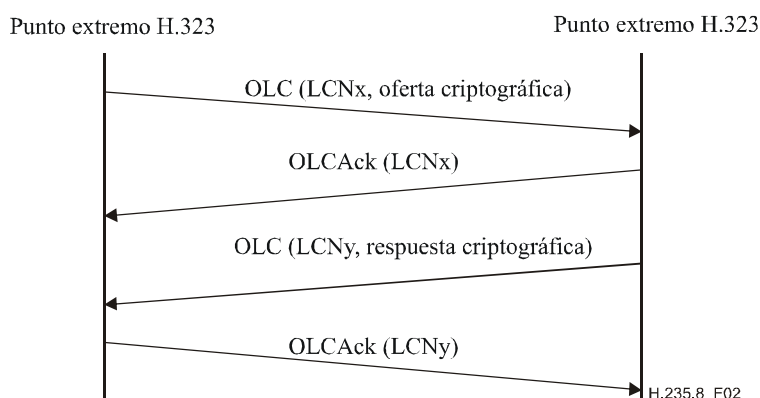 Punto extremo H.323
Punto extremo H.323
OLC (LCNx, oferta criptográfica)
OLCAck (LCNx)
OLC (LCNy, respuesta criptográfica)
OLCAck (LCNy)
H.235.8_F02